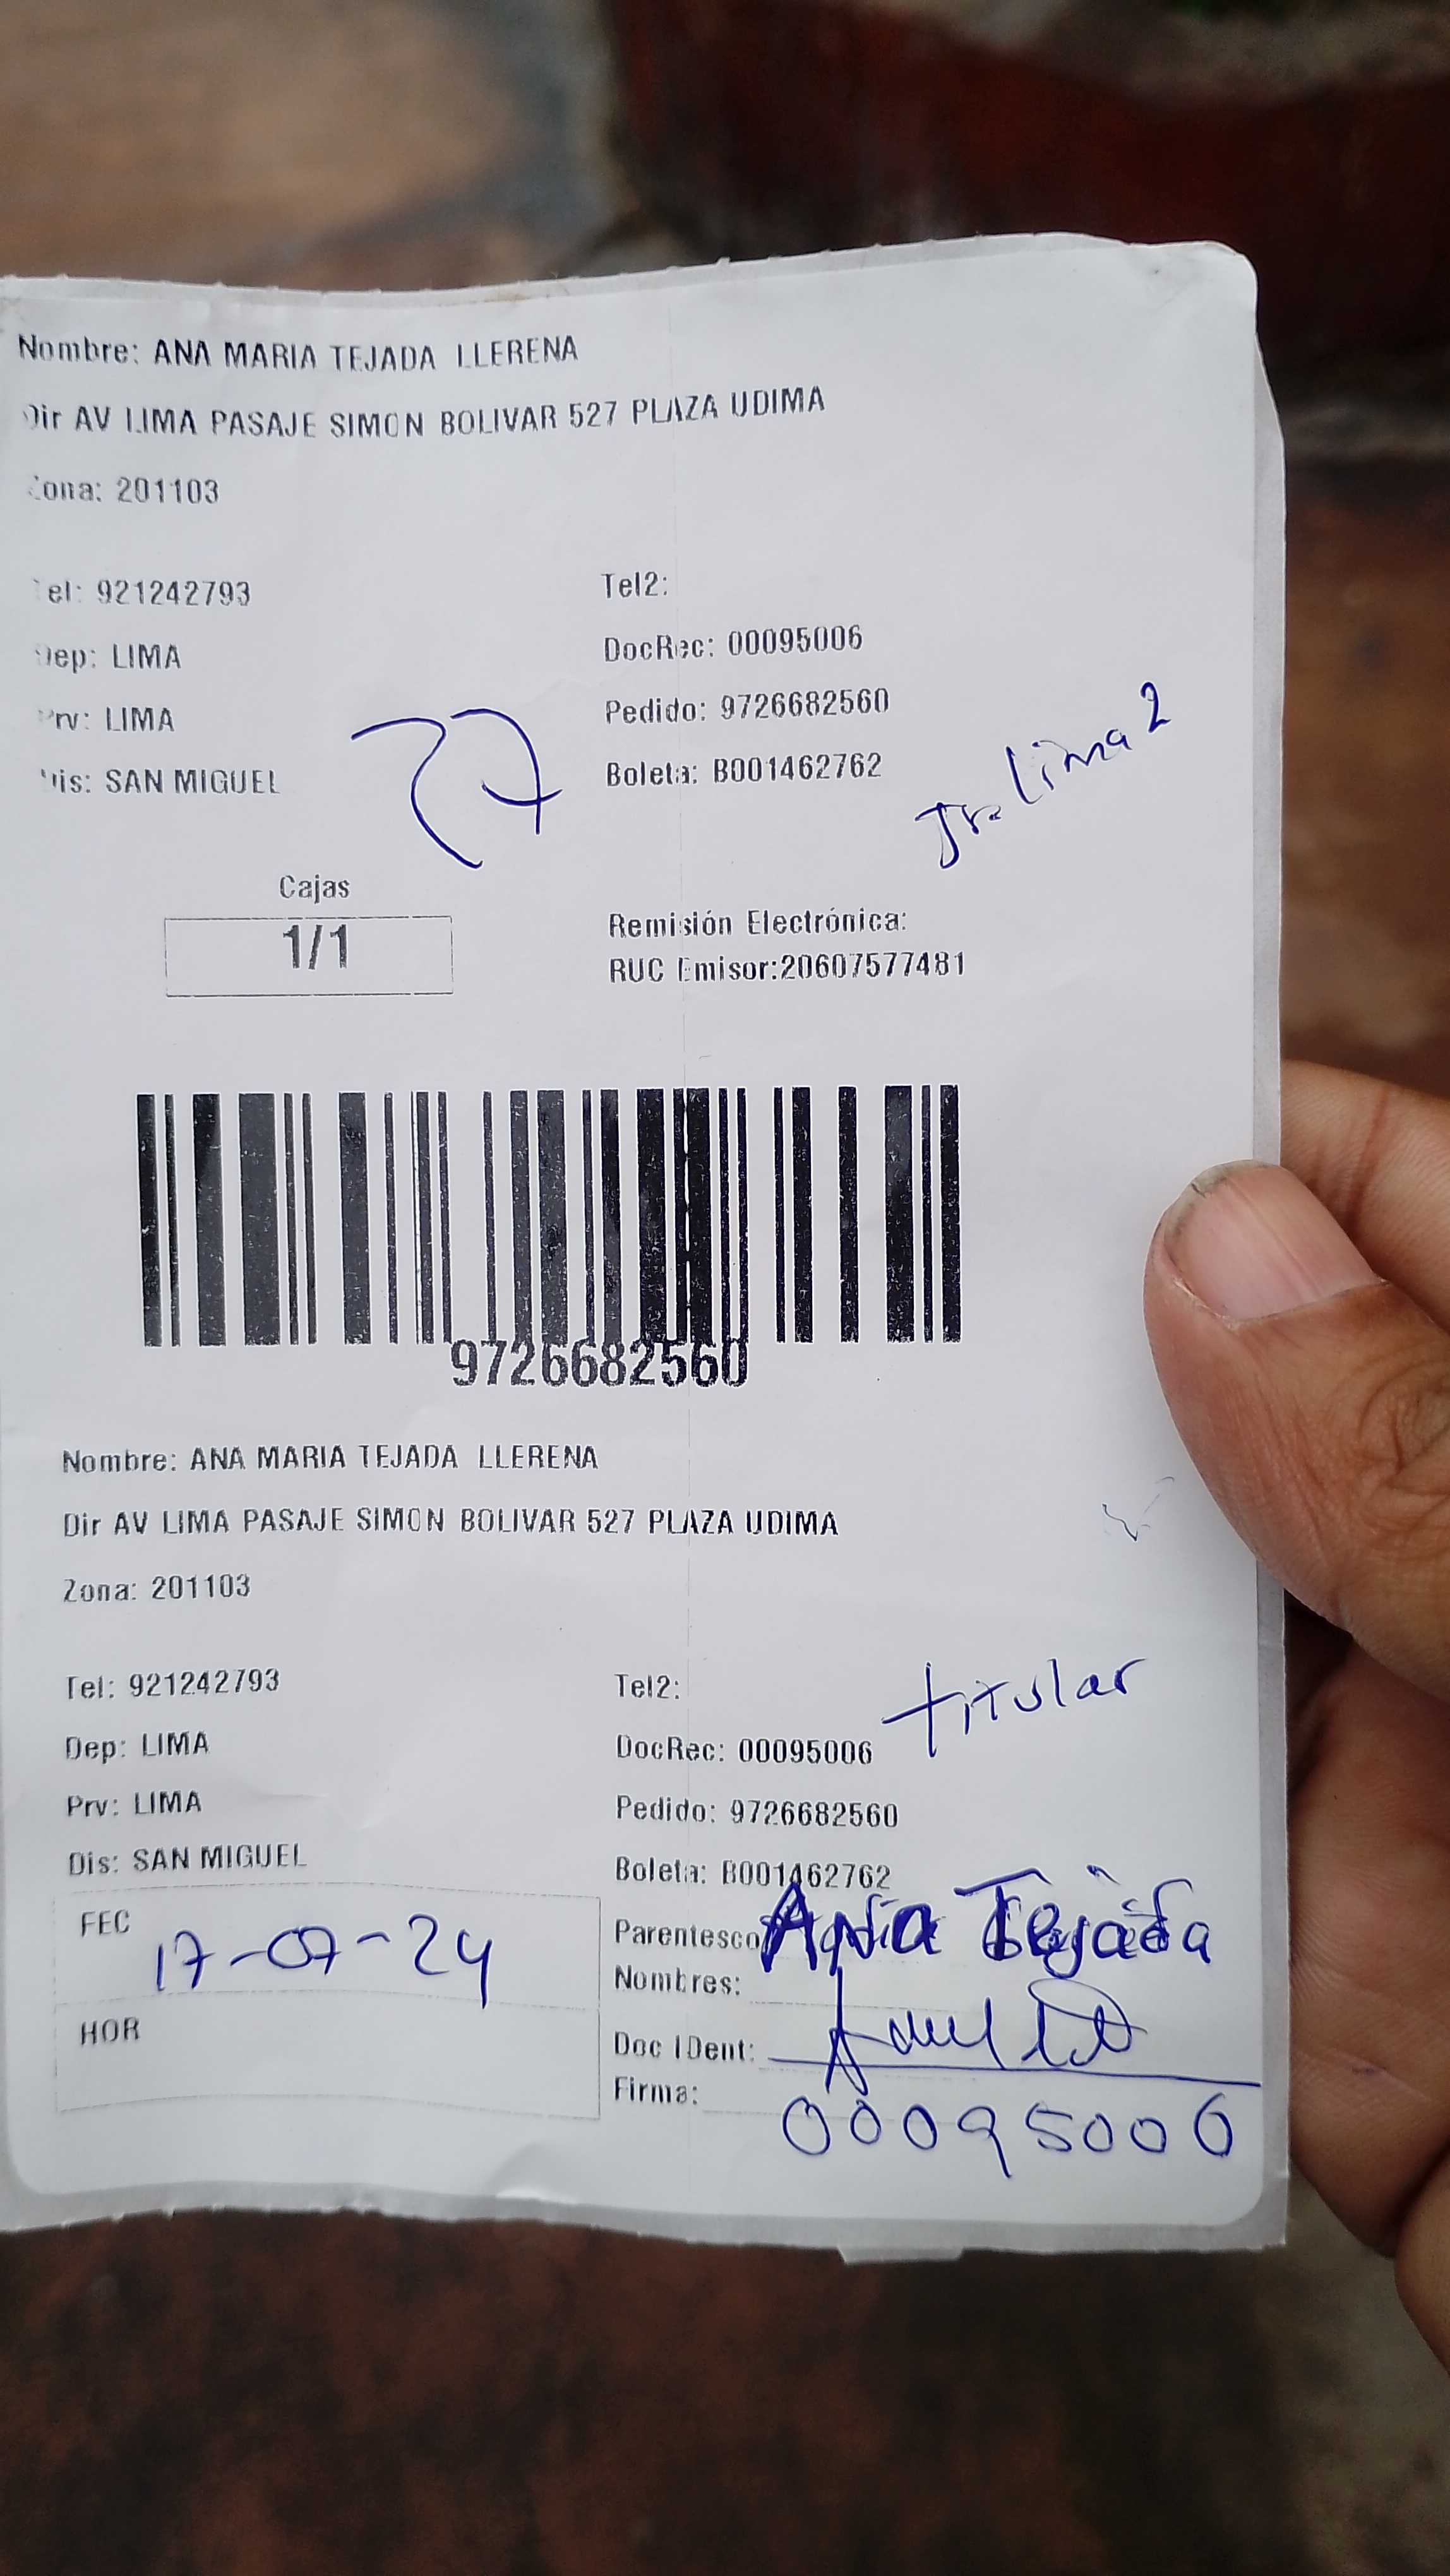 Nombre: ANA MARIA TEJADA LLERENA
Dir AV LIMA PASAJE SIMON BOLIVAR 527 PLAZA UDIMA
Zona: 201103
Tel: 921242793
Tel2:
Dep: LIMA
DocRec: 00095006
Prv: LIMA
Pedido: 9726682560
Dis: SAN MIGUEL
Boleta: B001462762
Jr. Lima 2
Cajas
1/1
Remisión Electrónica:
RUC Emisor:20607577481
9726682560
Nombre: ANA MARIA TEJADA LLERENA
Dir AV LIMA PASAJE SIMON BOLIVAR 527 PLAZA UDIMA
Zona: 201103
Tel: 921242793
Tel2:
titular
Dep: LIMA
DocRec: 00095006
Prv: LIMA
Pedido: 9726682560
Dis: SAN MIGUEL
Boleta: B001462762
FEC 17-07-24
Parentesco Ana Tejada
Nombres:
HOR
Doc IDent:
Firma: 00095006